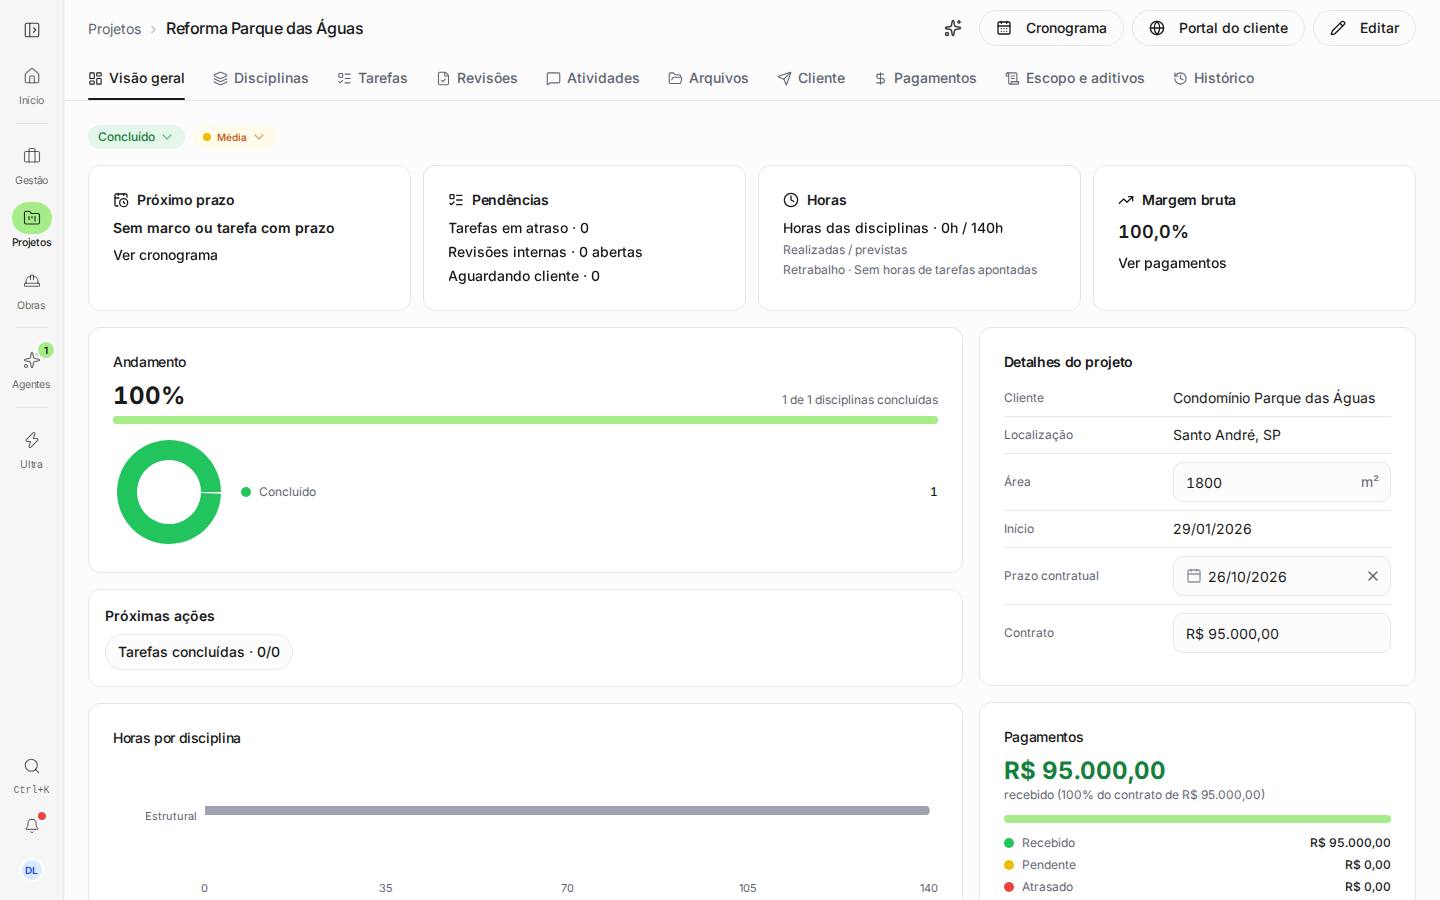 Projetos
Reforma Parque das Águas
Cronograma
Portal do cliente
Editar
Visão geral
Disciplinas
Tarefas
Revisões
Atividades
Arquivos
Cliente
Pagamentos
Escopo e aditivos
Histórico
Início
Gestão
Projetos
Obras
1
Agentes
Ultra
Ctrl+K
DL
Concluído
Média
Próximo prazo
Sem marco ou tarefa com prazo
Ver cronograma
Pendências
Tarefas em atraso · 0
Revisões internas · 0 abertas
Aguardando cliente · 0
Horas
Horas das disciplinas · 0h / 140h
Realizadas / previstas
Retrabalho · Sem horas de tarefas apontadas
Margem bruta
100,0%
Ver pagamentos
Andamento
100%
1 de 1 disciplinas concluídas
Concluído
1
Próximas ações
Tarefas concluídas · 0/0
Horas por disciplina
Estrutural
0
35
70
105
140
Detalhes do projeto
Cliente
Condomínio Parque das Águas
Localização
Santo André, SP
Área
1800
m²
Início
29/01/2026
Prazo contratual
26/10/2026
Contrato
R$ 95.000,00
Pagamentos
R$ 95.000,00
recebido (100% do contrato de R$ 95.000,00)
Recebido
R$ 95.000,00
Pendente
R$ 0,00
Atrasado
R$ 0,00